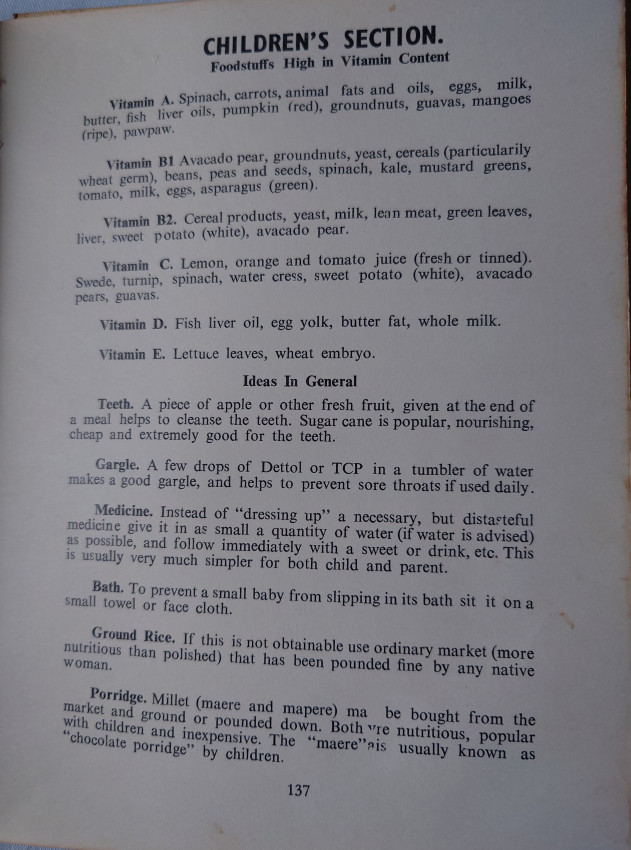 CHILDREN'S SECTION.
Foodstuffs High in Vitamin Content
Vitamin A. Spinach, carrots, animal fats and oils, eggs, milk,
butter, fish liver oils, pumpkin (red), groundnuts, guavas, mangoes
(ripe), pawpaw.
Vitamin B1 Avacado pear, groundnuts, yeast, cereals (particularily
wheat germ), beans, peas and seeds, spinach, kale, mustard greens,
tomato, milk, eggs, asparagus (green).
Vitamin B2. Cereal products, yeast, milk, lean meat, green leaves,
liver, sweet potato (white), avacado pear.
Vitamin C. Lemon, orange and tomato juice (fresh or tinned).
Swede, turnip, spinach, water cress, sweet potato (white), avacado
pears, guavas.
Vitamin D. Fish liver oil, egg yolk, butter fat, whole milk.
Vitamin E. Lettuce leaves, wheat embryo.
Ideas In General
Teeth. A piece of apple or other fresh fruit, given at the end of
a meal helps to cleanse the teeth. Sugar cane is popular, nourishing,
cheap and extremely good for the teeth.
Gargle. A few drops of Dettol or TCP in a tumbler of water
makes a good gargle, and helps to prevent sore throats if used daily.
Medicine. Instead of "dressing up" a necessary, but distasteful
medicine give it in as small a quantity of water (if water is advised)
as possible, and follow immediately with a sweet or drink, etc. This
is usually very much simpler for both child and parent.
Bath. To prevent a small baby from slipping in its bath sit it on a
small towel or face cloth.
Ground Rice. If this is not obtainable use ordinary market (more
nutritious than polished) that has been pounded fine by any native
woman.
Porridge. Millet (maere and mapere) ma be bought from the
market and ground or pounded down. Both re nutritious, popular
with children and inexpensive. The "maere" is usually known as
"chocolate porridge" by children.
137